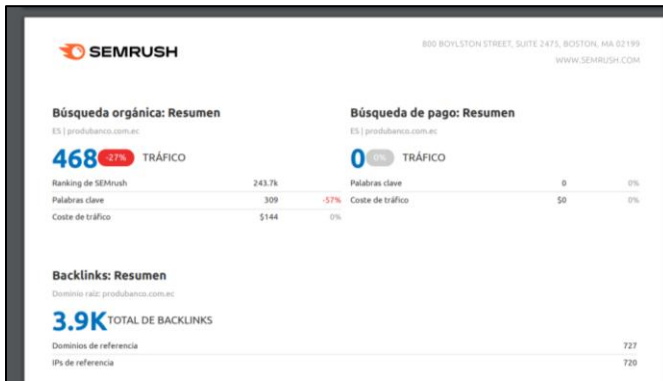 SEMRUSH
800 BOYLSTON STREET, SUITE 2475, BOSTON, MA 02199
WWW.SEMRUSH.COM
Búsqueda orgánica: Resumen
ES | produbanco.com.ec
468 -27% TRÁFICO
Ranking de SEMrush 243.7k
Palabras clave 309 -57%
Coste de tráfico $144 0%
Búsqueda de pago: Resumen
ES | produbanco.com.ec
0 0% TRÁFICO
Palabras clave 0 0%
Coste de tráfico $0 0%
Backlinks: Resumen
Dominio raíz: produbanco.com.ec
3.9K TOTAL DE BACKLINKS
Dominios de referencia 727
IPs de referencia 720